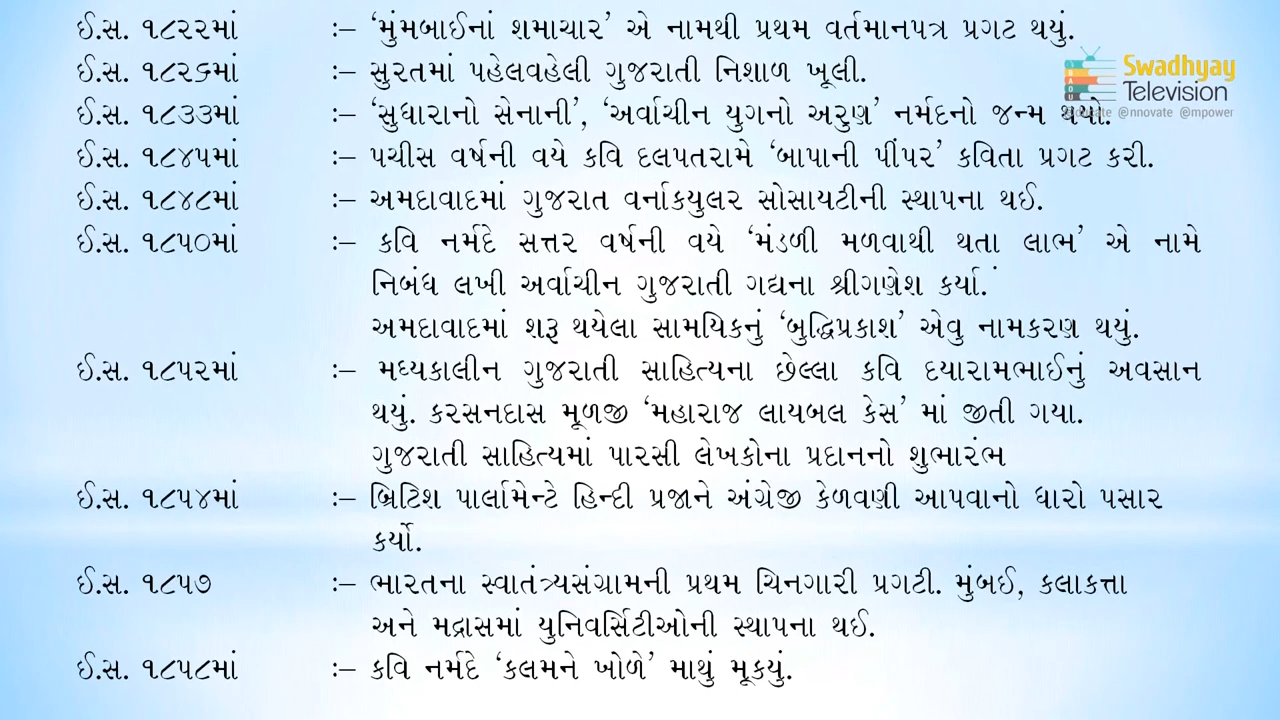 ઈ.સ. ૧૮૨૨માં :– ‘મુંમબાઈનાં શમાચાર’ એ નામથી પ્રથમ વર્તમાનપત્ર પ્રગટ થયું.
ઈ.સ. ૧૮૨૬માં :– સુરતમાં પહેલવહેલી ગુજરાતી નિશાળ ખૂલી.
Swadhyay
Television
@ducate @nnovate @mpower
ઈ.સ. ૧૮૩૩માં :– ‘સુધારાનો સેનાની’, ‘અર્વાચીન યુગનો અરુણ’ નર્મદનો જન્મ થયો.
ઈ.સ. ૧૮૪૫માં :– પચીસ વર્ષની વયે કવિ દલપતરામે ‘બાપાની પીંપર’ કવિતા પ્રગટ કરી.
ઈ.સ. ૧૮૪૮માં :– અમદાવાદમાં ગુજરાત વર્નાકયુલર સોસાયટીની સ્થાપના થઈ.
ઈ.સ. ૧૮૫૦માં :– કવિ નર્મદે સત્તર વર્ષની વયે ‘મંડળી મળવાથી થતા લાભ’ એ નામે
નિબંધ લખી અર્વાચીન ગુજરાતી ગદ્યના શ્રીગણેશ કર્યા.ં
અમદાવાદમાં શરૂ થયેલા સામયિકનું ‘બુદ્ધિપ્રકાશ’ એવુ નામકરણ થયું.
ઈ.સ. ૧૮૫૨માં :– મધ્યકાલીન ગુજરાતી સાહિત્યના છેલ્લા કવિ દયારામભાઈનું અવસાન
થયું. કરસનદાસ મૂળજી ‘મહારાજ લાયબલ કેસ’ માં જીતી ગયા.
ગુજરાતી સાહિત્યમાં પારસી લેખકોના પ્રદાનનો શુભારંભ
ઈ.સ. ૧૮૫૪માં :– બ્રિટિશ પાર્લામેન્ટે હિન્દી પ્રજાને અંગ્રેજી કેળવણી આપવાનો ધારો પસાર
કર્યો.
ઈ.સ. ૧૮૫૭ :– ભારતના સ્વાતંત્ર્યસંગ્રામની પ્રથમ ચિનગારી પ્રગટી. મુંબઈ, કલાકત્તા
અને મદ્રાસમાં યુનિવર્સિટીઓની સ્થાપના થઈ.
ઈ.સ. ૧૮૫૮માં :– કવિ નર્મદે ‘કલમને ખોળે’ માથું મૂકયું.